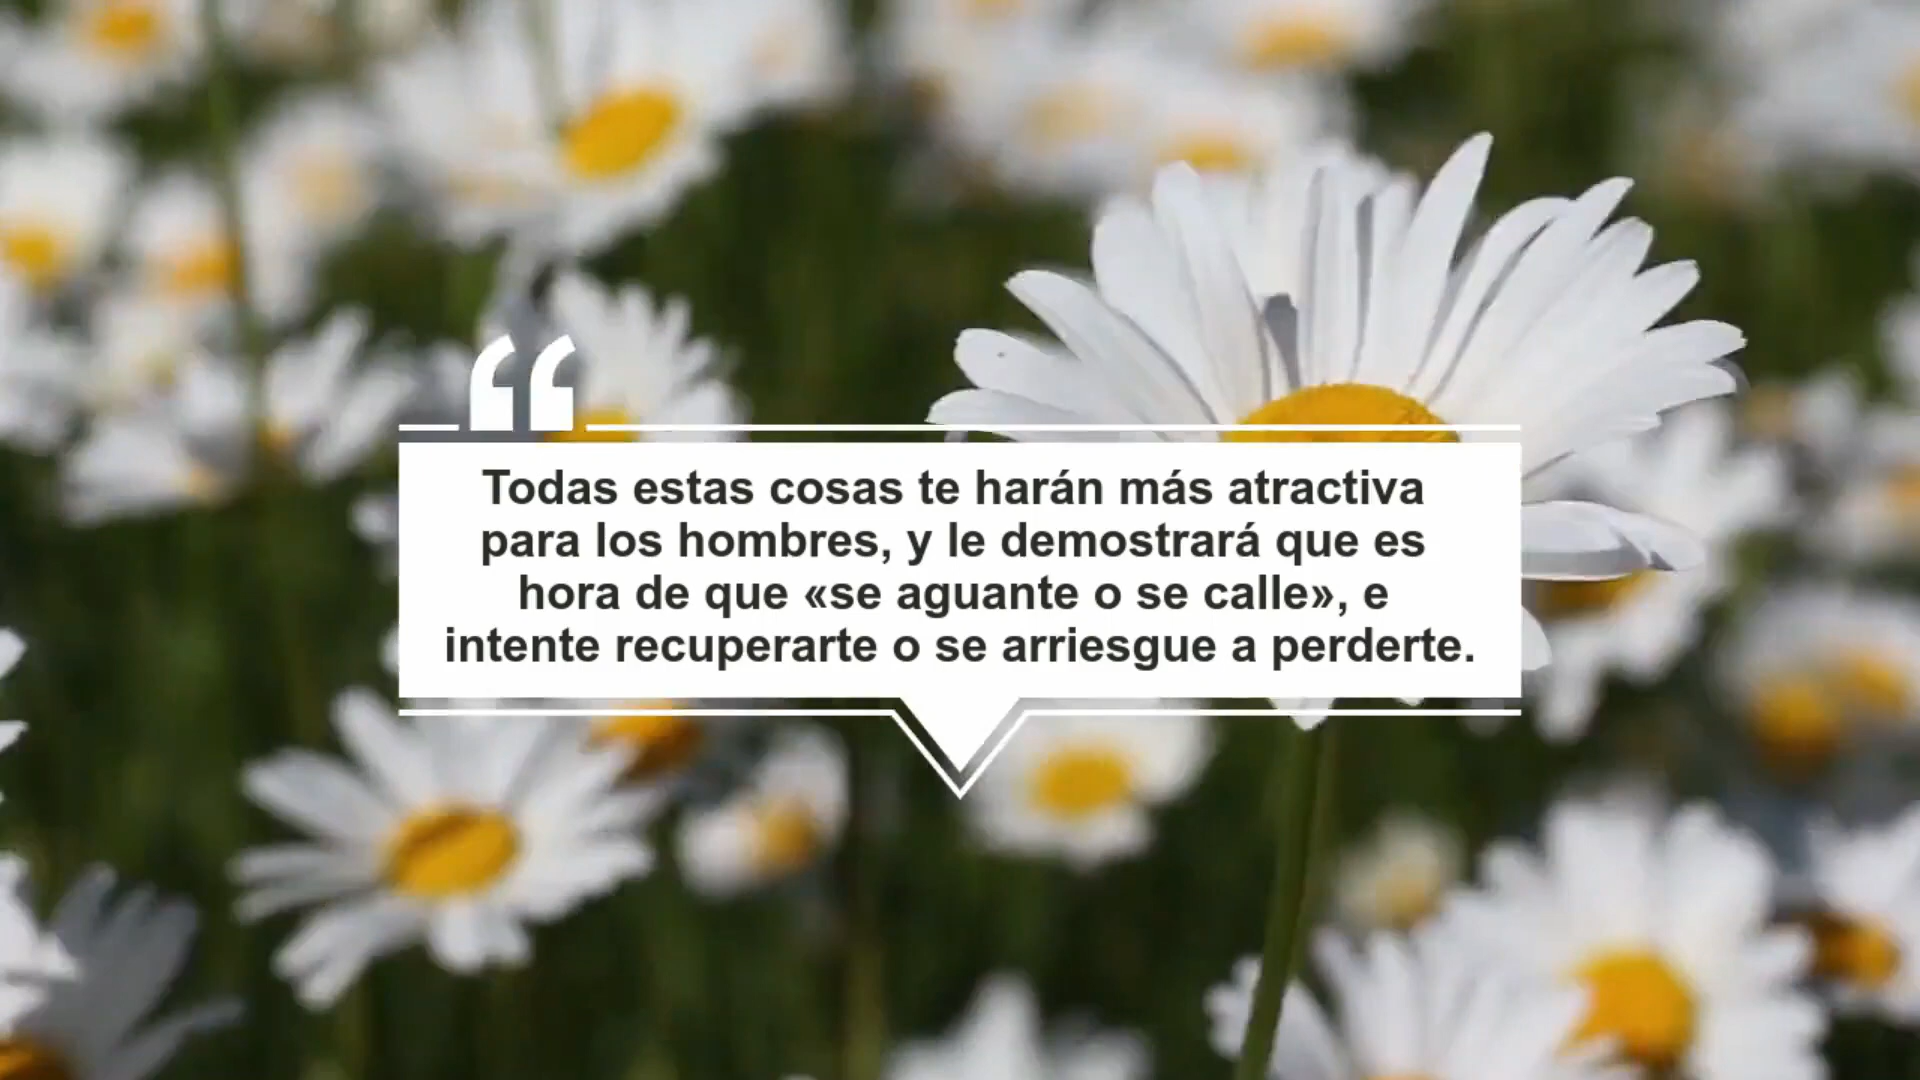 Todas estas cosas te harán más atractiva
para los hombres, y le demostrará que es
hora de que «se aguante o se calle», e
intente recuperarte o se arriesgue a perderte.